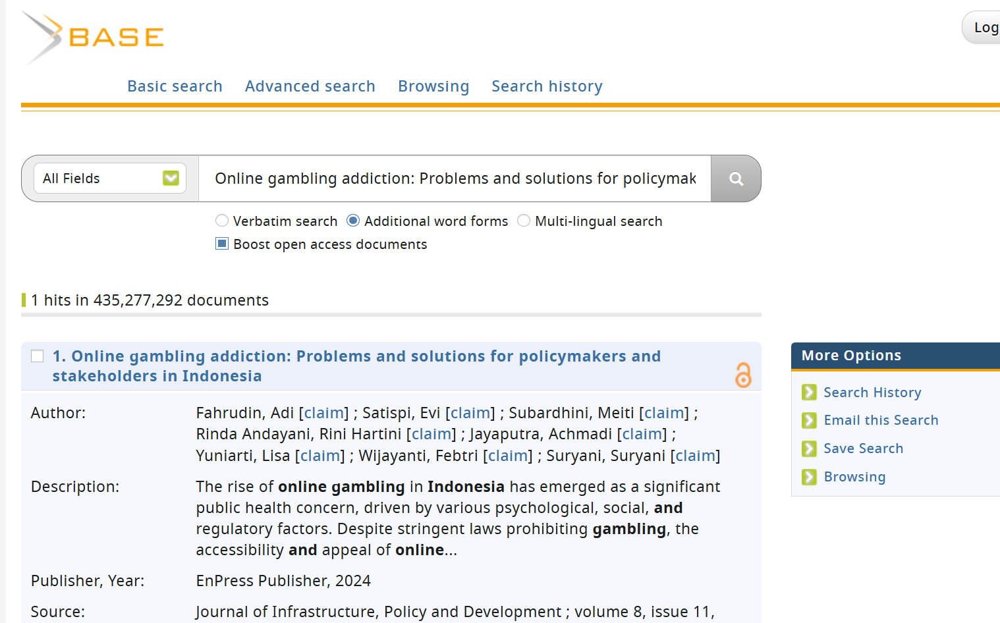 BASE
Log
Basic search Advanced search Browsing Search history
All Fields
Online gambling addiction: Problems and solutions for policymak
Verbatim search Additional word forms Multi-lingual search
Boost open access documents
1 hits in 435,277,292 documents
1. Online gambling addiction: Problems and solutions for policymakers and
stakeholders in Indonesia
Author: Fahrudin, Adi [claim] ; Satispi, Evi [claim] ; Subardhini, Meiti [claim] ;
Rinda Andayani, Rini Hartini [claim] ; Jayaputra, Achmadi [claim] ;
Yuniarti, Lisa [claim] ; Wijayanti, Febtri [claim] ; Suryani, Suryani [claim]
Description: The rise of online gambling in Indonesia has emerged as a significant
public health concern, driven by various psychological, social, and
regulatory factors. Despite stringent laws prohibiting gambling, the
accessibility and appeal of online...
Publisher, Year: EnPress Publisher, 2024
Source: Journal of Infrastructure, Policy and Development ; volume 8, issue 11,
More Options
Search History
Email this Search
Save Search
Browsing